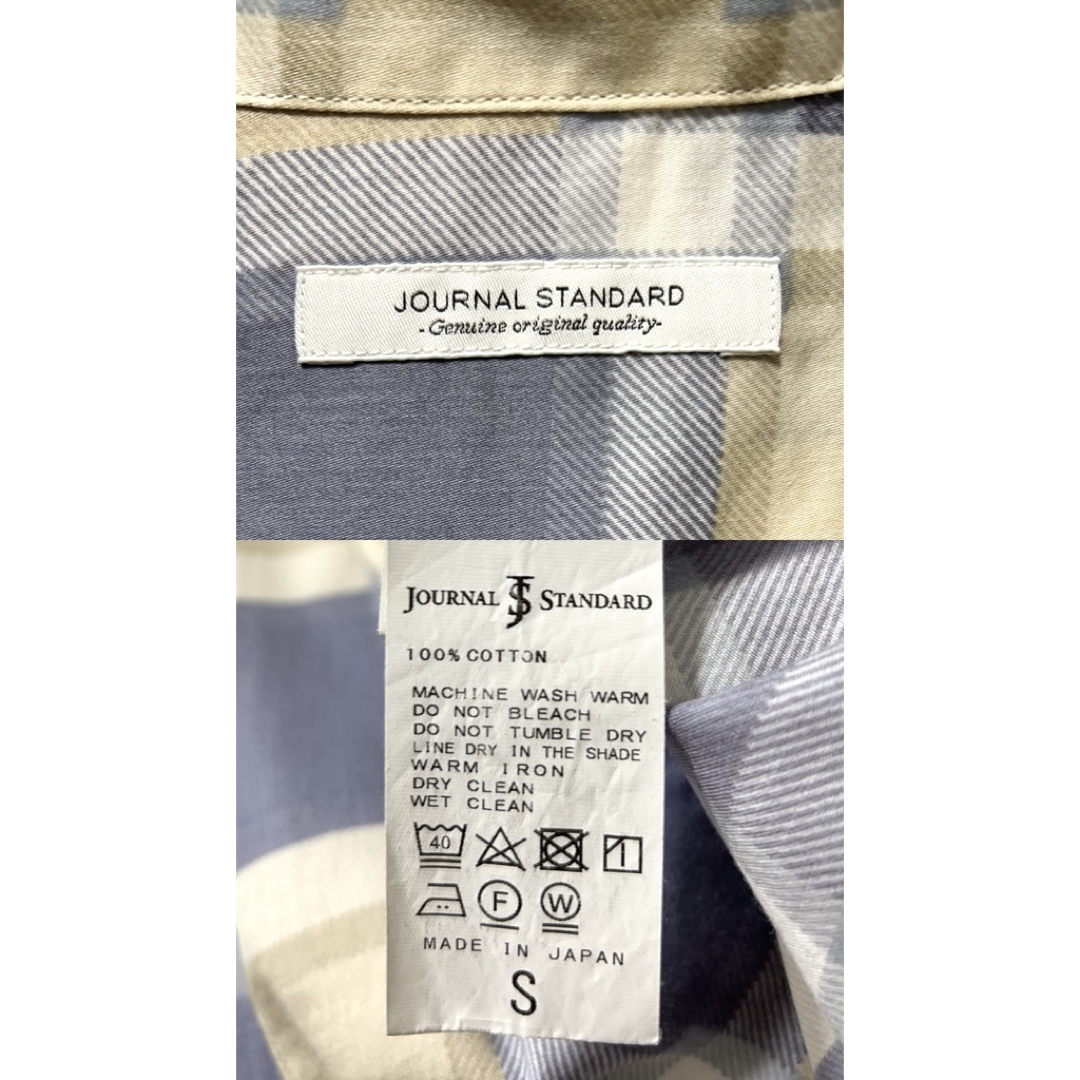 JOURNAL STANDARD
- Genuine original quality-
JOURNAL JS STANDARD
100% COTTON
MACHINE WASH WARM
DO NOT BLEACH
DO NOT TUMBLE DRY
LINE DRY IN THE SHADE
WARM IRON
DRY CLEAN
WET CLEAN
40
F W
MADE IN JAPAN
S